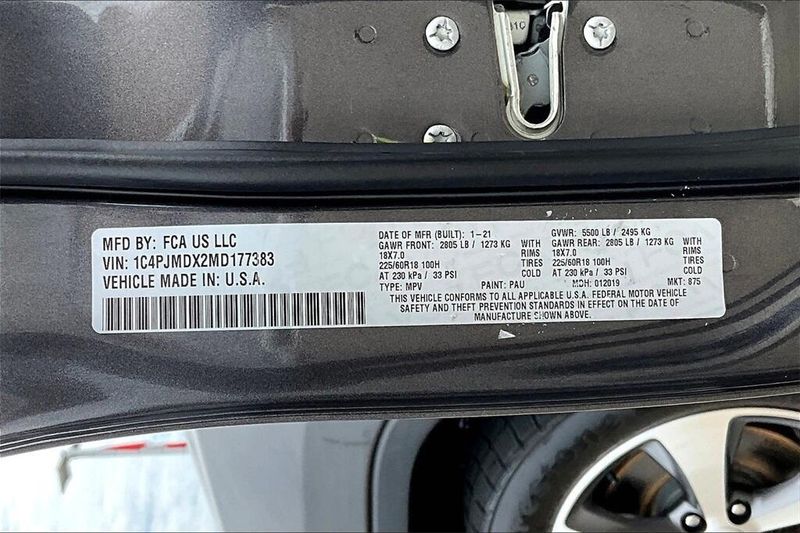 MFD BY: FCA US LLC
VIN: 1C4PJMDX2MD177383
VEHICLE MADE IN: U.S.A.
DATE OF MFR (BUILT): 1-21 GVWR: 5500 LB / 2495 KG
GAWR FRONT: 2805 LB / 1273 KG GAWR REAR: 2805 LB / 1273 KG
18X7.0 RIMS 18X7.0 RIMS
225/60R18 100H TIRES 225/60R18 100H TIRES
AT 230 kPa / 33 PSI AT 230 kPa / 33 PSI
TYPE: MPV PAINT: PAU MDH: 012019 MKT: 875
THIS VEHICLE CONFORMS TO ALL APPLICABLE U.S.A. FEDERAL MOTOR VEHICLE
SAFETY AND THEFT PREVENTION STANDARDS IN EFFECT ON THE DATE OF
MANUFACTURE SHOWN ABOVE.